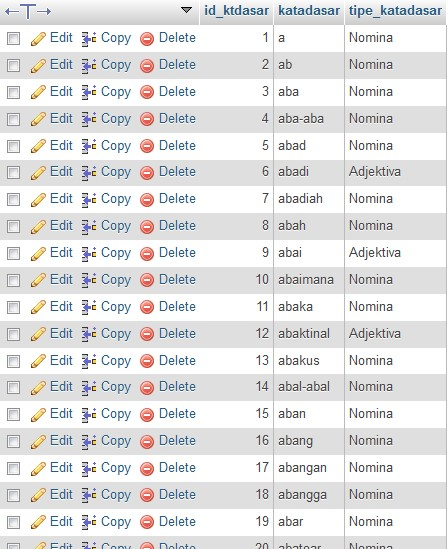 id_ktdasar katadasar tipe_katadasar
Edit Copy Delete 1 a Nomina
Edit Copy Delete 2 ab Nomina
Edit Copy Delete 3 aba Nomina
Edit Copy Delete 4 aba-aba Nomina
Edit Copy Delete 5 abad Nomina
Edit Copy Delete 6 abadi Adjektiva
Edit Copy Delete 7 abadiah Nomina
Edit Copy Delete 8 abah Nomina
Edit Copy Delete 9 abai Adjektiva
Edit Copy Delete 10 abaimana Nomina
Edit Copy Delete 11 abaka Nomina
Edit Copy Delete 12 abaktinal Adjektiva
Edit Copy Delete 13 abakus Nomina
Edit Copy Delete 14 abal-abal Nomina
Edit Copy Delete 15 aban Nomina
Edit Copy Delete 16 abang Nomina
Edit Copy Delete 17 abangan Nomina
Edit Copy Delete 18 abangga Nomina
Edit Copy Delete 19 abar Nomina
Edit Copy Delete 20 Nomina